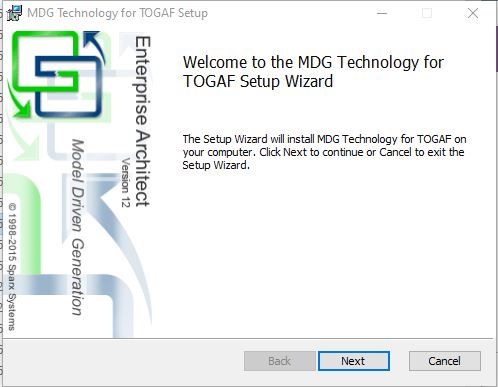 MDG Technology for TOGAF Setup
Enterprise Architect
Version 12
Model Driven Generation
© 1998-2015 Sparx Systems
Welcome to the MDG Technology for
TOGAF Setup Wizard
The Setup Wizard will install MDG Technology for TOGAF on
your computer. Click Next to continue or Cancel to exit the
Setup Wizard.
Back
Next
Cancel